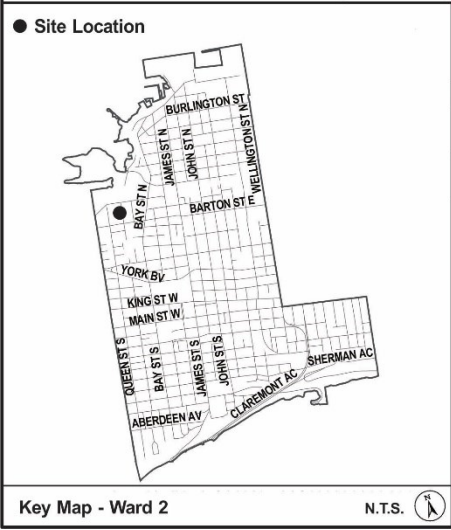 Site Location
BURLINGTON ST
JAMES ST N
JOHN ST N
WELLINGTON ST N
BAY ST N
BARTON ST E
YORK BV
KING ST W
MAIN ST W
QUEEN ST S
BAY ST S
JAMES ST S
JOHN ST S
SHERMAN AC
CLAREMONT AC
ABERDEEN AV
Key Map - Ward 2
N.T.S.
N